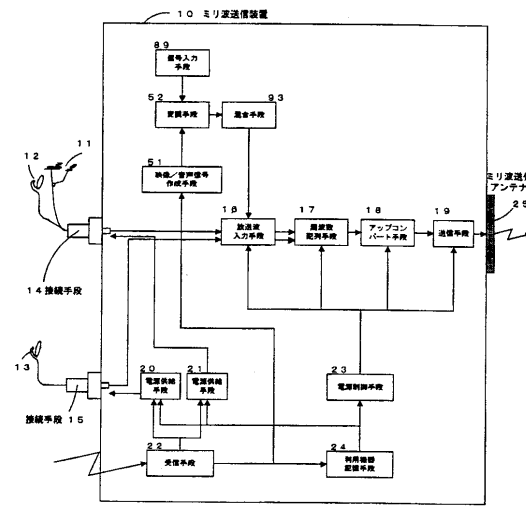 10 ミリ波送信装置
89
信号入力
手段
52
変調手段
93
混合手段
11
12
51
映像/音声信号
作成手段
ミリ波送信
アンテナ
25
16
放送波
入力手段
17
周波数
配列手段
18
アップコン
バート手段
19
送信手段
14接続手段
13
接続手段15
20
電源供給
手段
21
電源供給
手段
23
電源制御手段
22
受信手段
24
利用機器
記憶手段